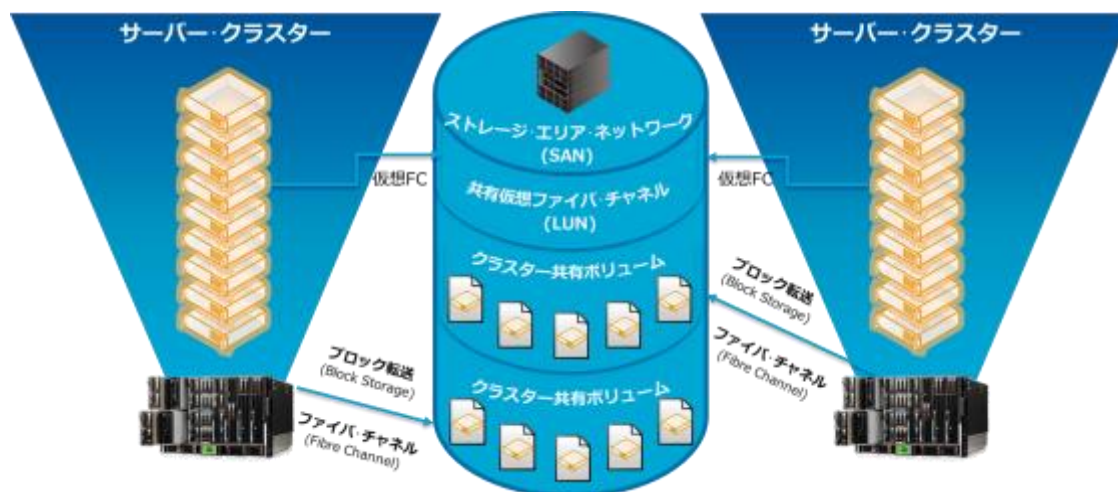 サーバー・クラスター
サーバー・クラスター
ストレージ・エリア・ネットワーク
(SAN)
仮想FC
仮想FC
共有仮想ファイバ・チャネル
(LUN)
クラスター共有ボリューム
ブロック転送
(Block Storage)
ファイバ・チャネル
(Fibre Channel)
ブロック転送
(Block Storage)
ファイバ・チャネル
(Fibre Channel)
クラスター共有ボリューム